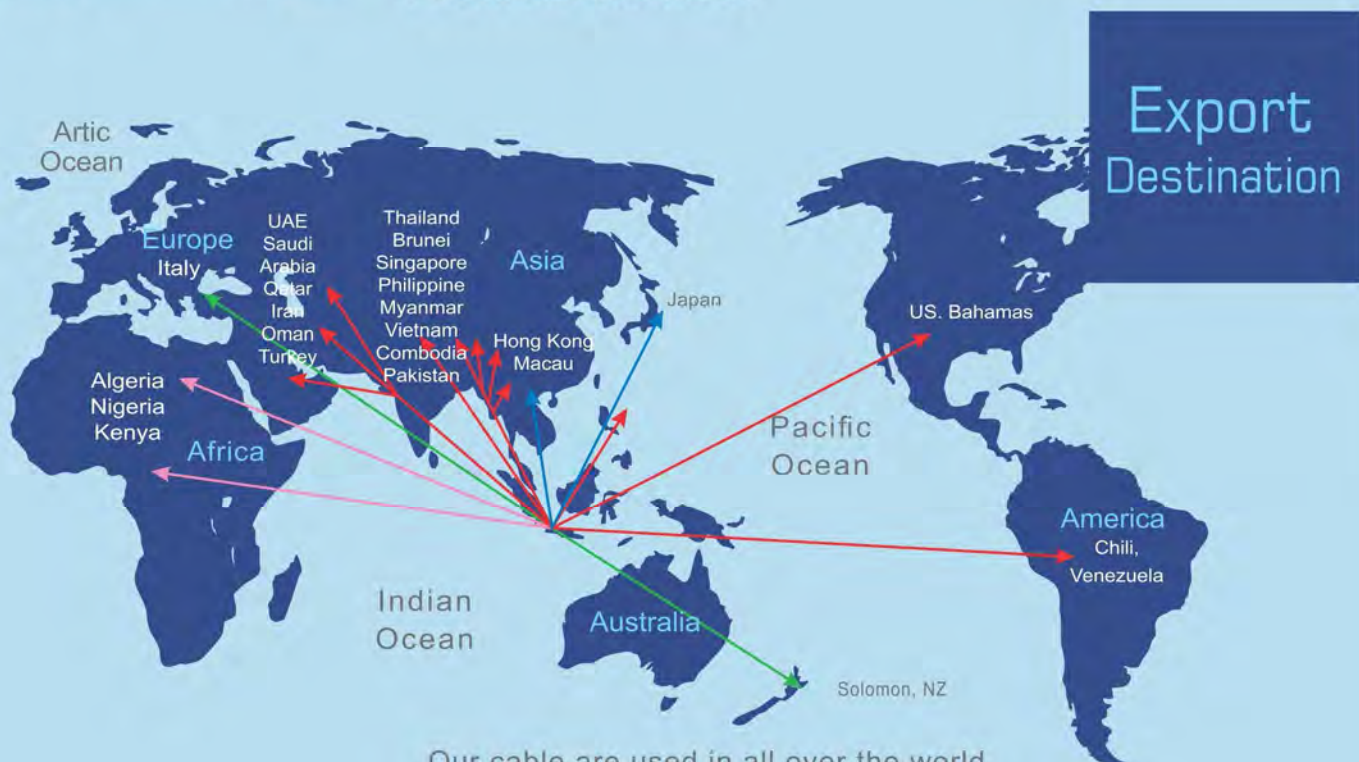 Export
Destination
Artic
Ocean
Europe
Italy
UAE
Saudi
Arabia
Qatar
Iran
Oman
Turkey
Thailand
Brunei
Singapore
Philippine
Myanmar
Vietnam
Combodia
Pakistan
Asia
Hong Kong
Macau
Japan
US. Bahamas
Algeria
Nigeria
Kenya
Africa
Pacific
Ocean
America
Chili,
Venezuela
Indian
Ocean
Australia
Solomon, NZ
Our cable are used in all over the world